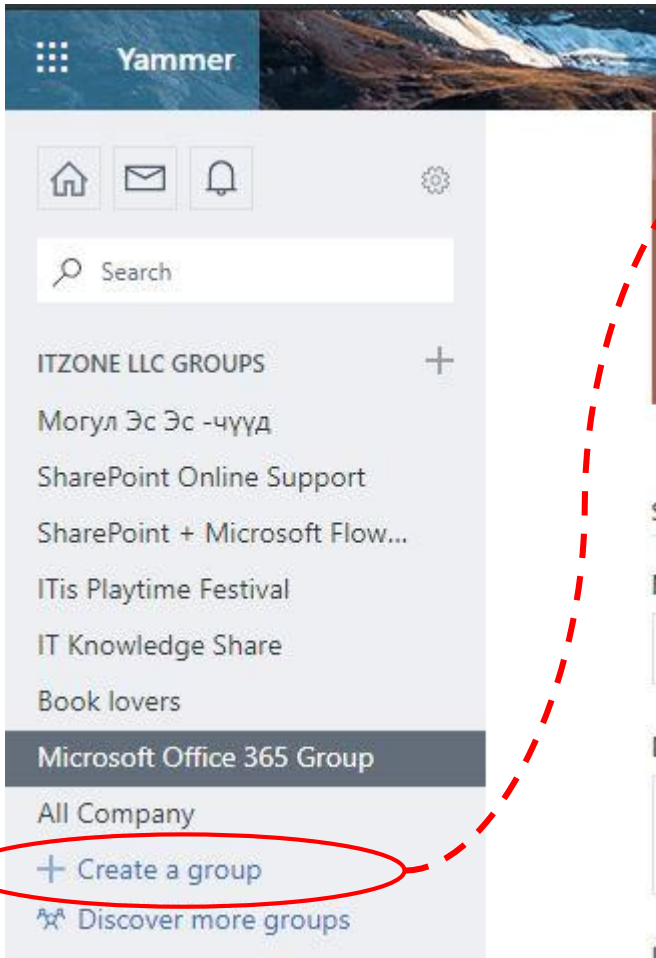 Yammer
Search
ITZONE LLC GROUPS
Могул Эс Эс -чүүд
SharePoint Online Support
SharePoint + Microsoft Flow...
ITis Playtime Festival
IT Knowledge Share
Book lovers
Microsoft Office 365 Group
All Company
+ Create a group
Discover more groups